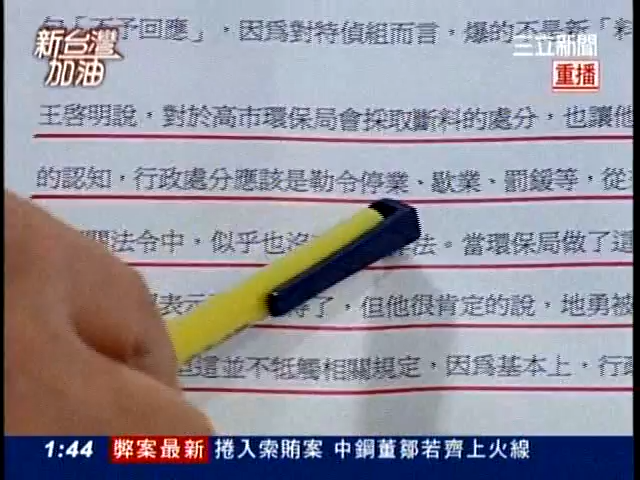 包「不予回應」，因為對特偵組而言，爆的不是新「料
新台灣
加油
三立新聞
重播
王啓明說，對於高市環保局會採取斷料的處分，也讓他
的認知，行政處分應該是勒令停業、歇業、罰鍰等，從
法令中，似乎也沒 法。當環保局做了這
表示 等了，但他很肯定的說，地勇被
但這並不牴觸相關規定，因為基本上，行政
1:44 弊案最新 捲入索賄案 中鋼董鄒若齊上火線